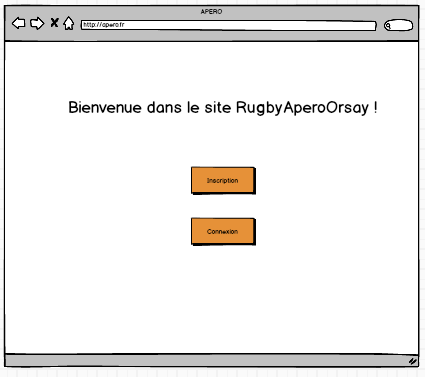 APERO
http://apero.fr
Bienvenue dans le site RugbyAperoOrsay !
Inscription
Connexion